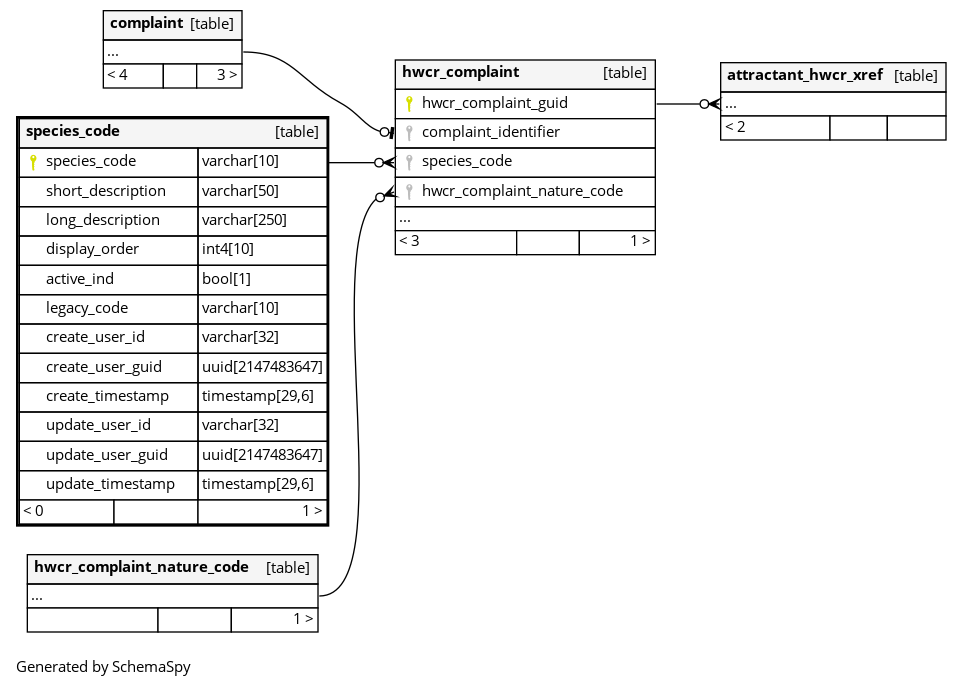 complaint [table]
...
< 4 3 >
species_code [table]
species_code varchar[10]
short_description varchar[50]
long_description varchar[250]
display_order int4[10]
active_ind bool[1]
legacy_code varchar[10]
create_user_id varchar[32]
create_user_guid uuid[2147483647]
create_timestamp timestamp[29,6]
update_user_id varchar[32]
update_user_guid uuid[2147483647]
update_timestamp timestamp[29,6]
< 0 1 >
hwcr_complaint_nature_code [table]
...
1 >
hwcr_complaint [table]
hwcr_complaint_guid
complaint_identifier
species_code
hwcr_complaint_nature_code
...
< 3 1 >
attractant_hwcr_xref [table]
...
< 2
Generated by SchemaSpy